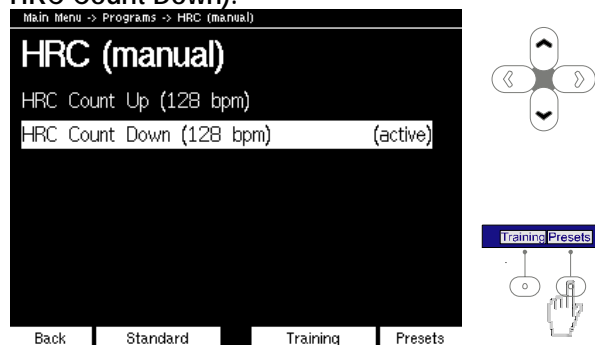 HRC Count Down).
Main Menu -> Programs -> HRC (manual)
HRC (manual)
HRC Count Up (128 bpm)
HRC Count Down (128 bpm) (active)
Training Presets
Back Standard Training Presets